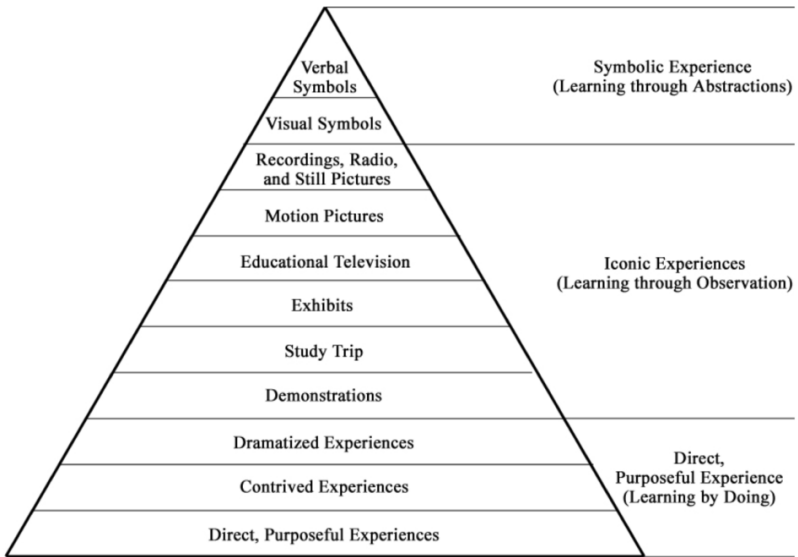 Verbal
Symbols
Visual Symbols
Recordings, Radio,
and Still Pictures
Motion Pictures
Educational Television
Exhibits
Study Trip
Demonstrations
Dramatized Experiences
Contrived Experiences
Direct, Purposeful Experiences
Symbolic Experience
(Learning through Abstractions)
Iconic Experiences
(Learning through Observation)
Direct,
Purposeful Experience
(Learning by Doing)